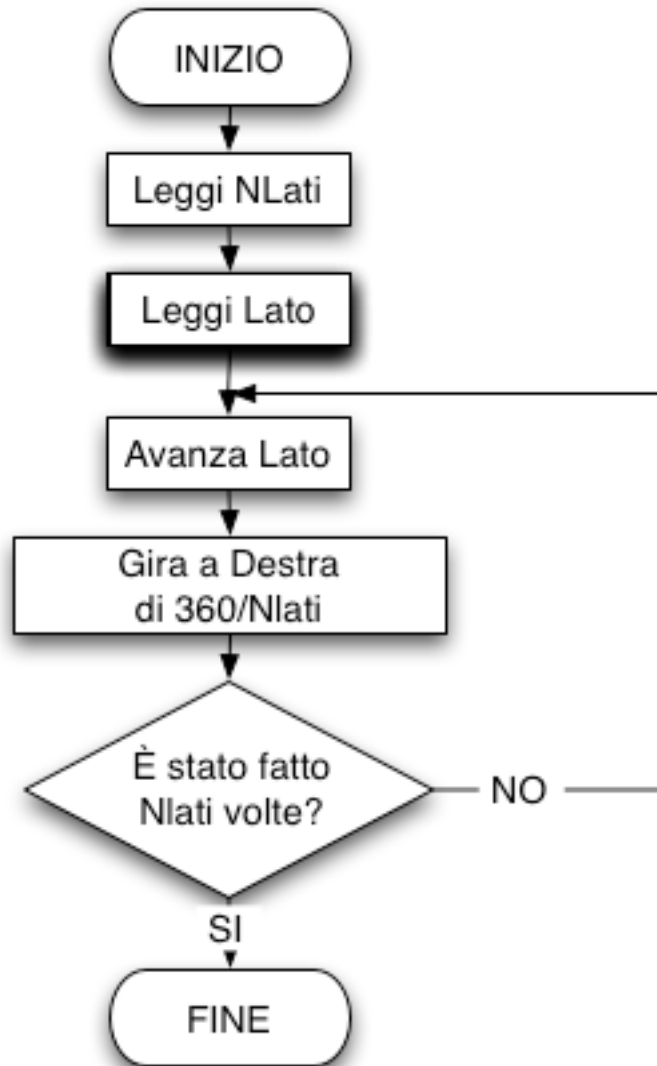 INIZIO
Leggi NLati
Leggi Lato
Avanza Lato
Gira a Destra
di 360/Nlati
È stato fatto
Nlati volte?
NO
SI
FINE